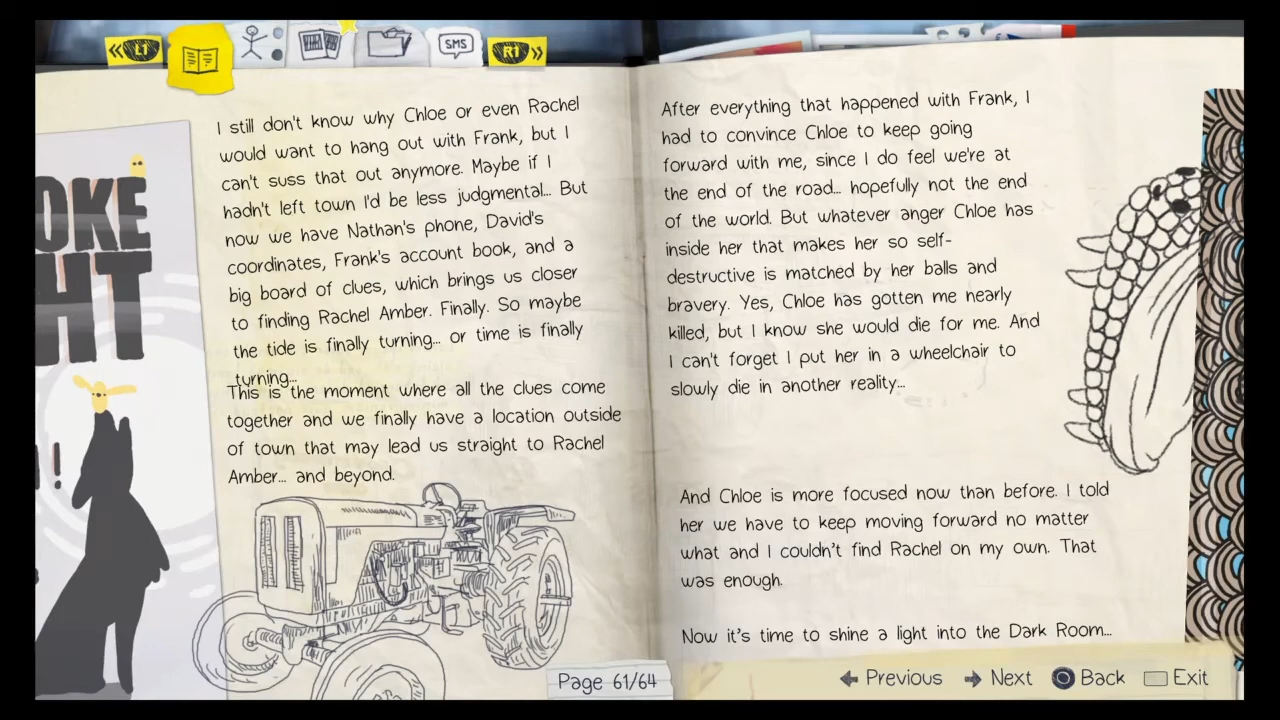 L1
SMS
R1
OKE
HT
!
I still don't know why Chloe or even Rachel
would want to hang out with Frank, but I
can't suss that out anymore. Maybe if I
hadn't left town I'd be less judgmental... But
now we have Nathan's phone, David's
coordinates, Frank's account book, and a
big board of clues, which brings us closer
to finding Rachel Amber. Finally. So maybe
the tide is finally turning... or time is finally
turning...
This is the moment where all the clues come
together and we finally have a location outside
of town that may lead us straight to Rachel
Amber... and beyond.
Page 61/64
After everything that happened with Frank, I
had to convince Chloe to keep going
forward with me, since I do feel we're at
the end of the road... hopefully not the end
of the world. But whatever anger Chloe has
inside her that makes her so self-
destructive is matched by her balls and
bravery. Yes, Chloe has gotten me nearly
killed, but I know she would die for me. And
I can't forget I put her in a wheelchair to
slowly die in another reality...
And Chloe is more focused now than before. I told
her we have to keep moving forward no matter
what and I couldn't find Rachel on my own. That
was enough.
Now it's time to shine a light into the Dark Room...
Previous Next Back Exit